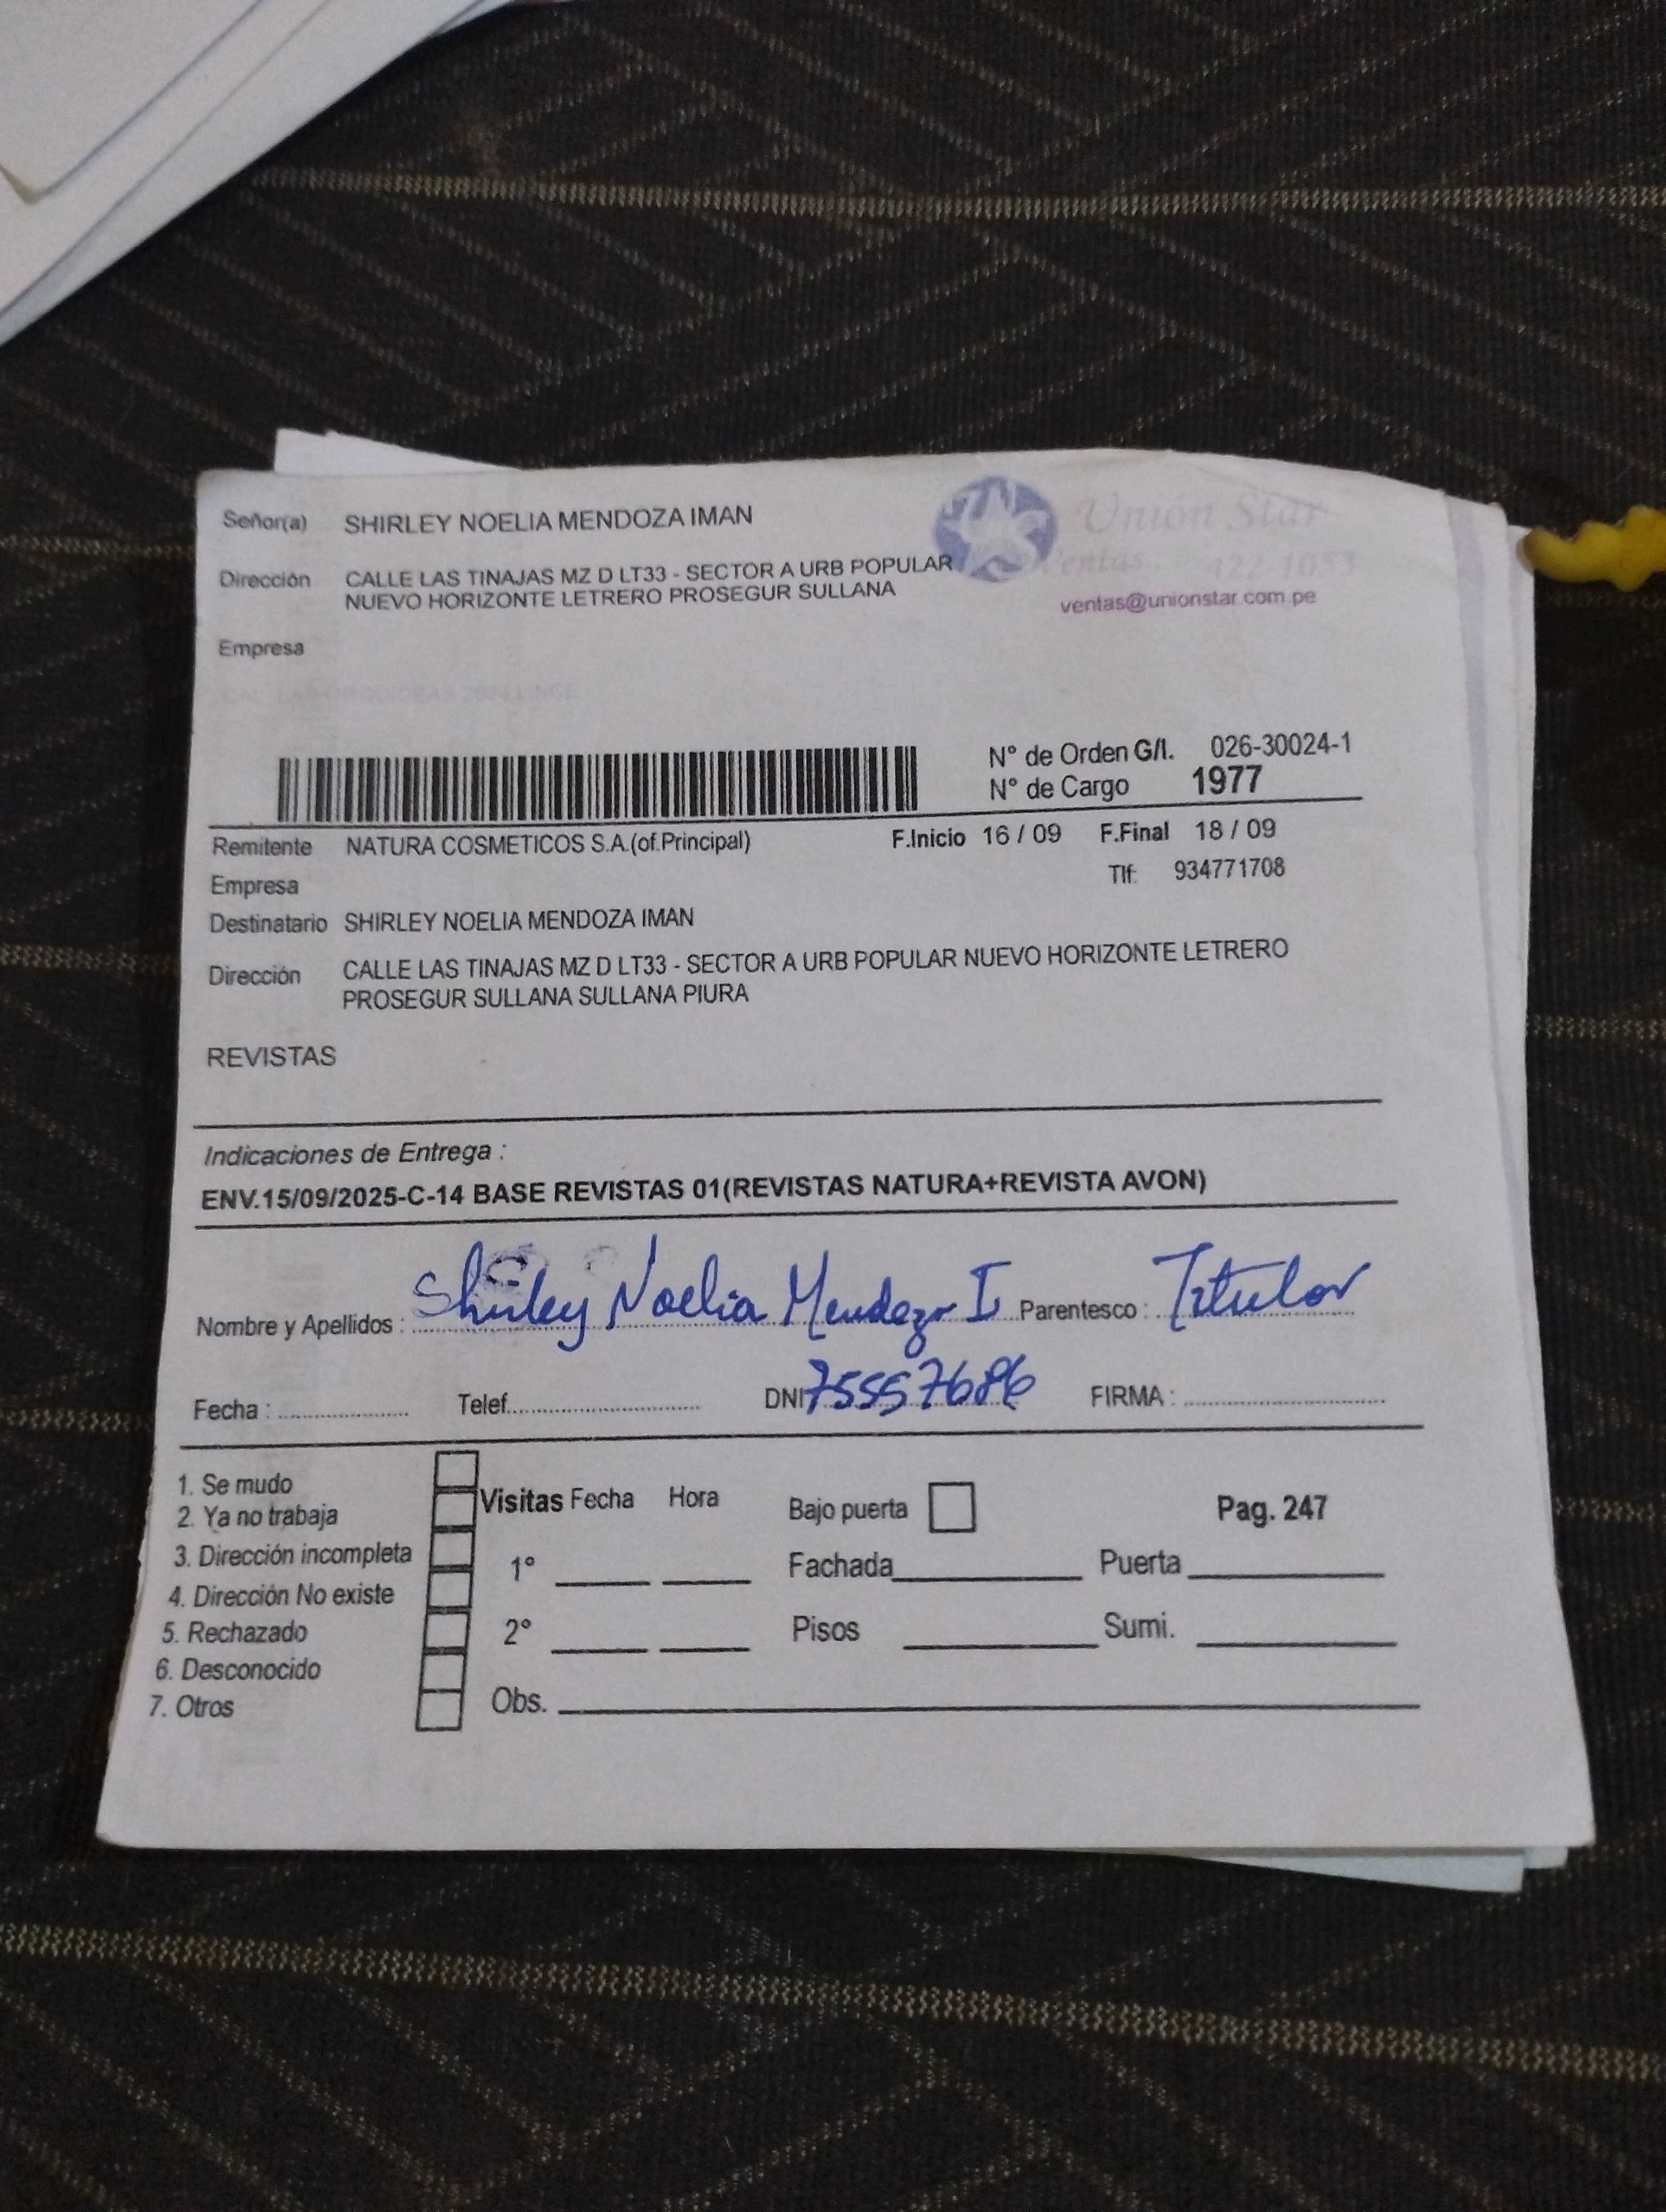 Señor(a) SHIRLEY NOELIA MENDOZA IMAN
Unión Star
Dirección CALLE LAS TINAJAS MZ D LT33 - SECTOR A URB POPULAR
NUEVO HORIZONTE LETRERO PROSEGUR SULLANA
Ventas: 422 1053
ventas@unionstar.com.pe
Empresa
N° de Orden G/I. 026-30024-1
N° de Cargo 1977
Remitente NATURA COSMETICOS S.A.(of.Principal) F.Inicio 16 / 09 F.Final 18 / 09
Empresa Tlf: 934771708
Destinatario SHIRLEY NOELIA MENDOZA IMAN
Dirección CALLE LAS TINAJAS MZ D LT33 - SECTOR A URB POPULAR NUEVO HORIZONTE LETRERO
PROSEGUR SULLANA SULLANA PIURA
REVISTAS
Indicaciones de Entrega :
ENV.15/09/2025-C-14 BASE REVISTAS 01(REVISTAS NATURA+REVISTA AVON)
Nombre y Apellidos : Shirley Noelia Mendoza I Parentesco : Titular
Fecha : Telef. DNI 75557686 FIRMA :
1. Se mudo
2. Ya no trabaja
3. Dirección incompleta
4. Dirección No existe
5. Rechazado
6. Desconocido
7. Otros
Visitas Fecha Hora Bajo puerta Pag. 247
1° Fachada Puerta
2° Pisos Sumi.
Obs.